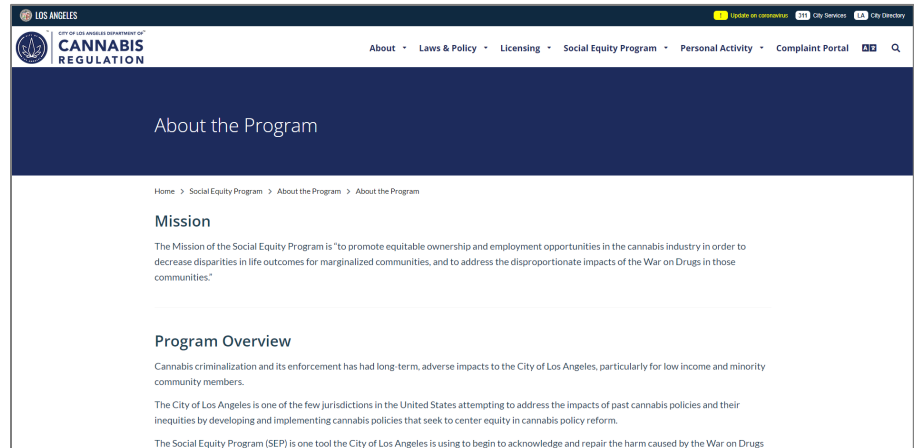 LOS ANGELES
! Update on coronavirus 311 City Services LA City Directory
CITY OF LOS ANGELES DEPARTMENT OF
CANNABIS
REGULATION
About Laws & Policy Licensing Social Equity Program Personal Activity Complaint Portal
About the Program
Home > Social Equity Program > About the Program > About the Program
Mission
The Mission of the Social Equity Program is "to promote equitable ownership and employment opportunities in the cannabis industry in order to
decrease disparities in life outcomes for marginalized communities, and to address the disproportionate impacts of the War on Drugs in those
communities."
Program Overview
Cannabis criminalization and its enforcement has had long-term, adverse impacts to the City of Los Angeles, particularly for low income and minority
community members.
The City of Los Angeles is one of the few jurisdictions in the United States attempting to address the impacts of past cannabis policies and their
inequities by developing and implementing cannabis policies that seek to center equity in cannabis policy reform.
The Social Equity Program (SEP) is one tool the City of Los Angeles is using to begin to acknowledge and repair the harm caused by the War on Drugs